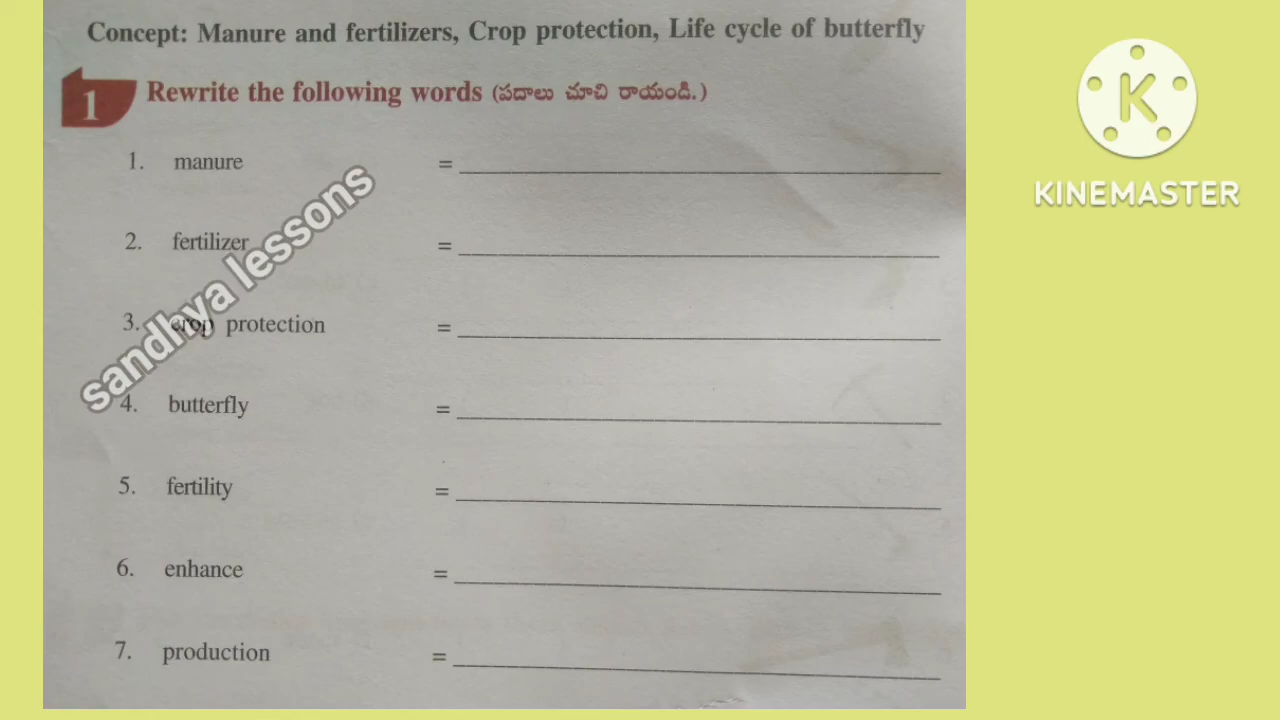 Concept: Manure and fertilizers, Crop protection, Life cycle of butterfly
1 Rewrite the following words (పదాలు చూచి రాయండి.)
1. manure = 
2. fertilizer = 
3. crop protection = 
4. butterfly = 
5. fertility = 
6. enhance = 
7. production = 
sandhya lessons
K
KINEMASTER